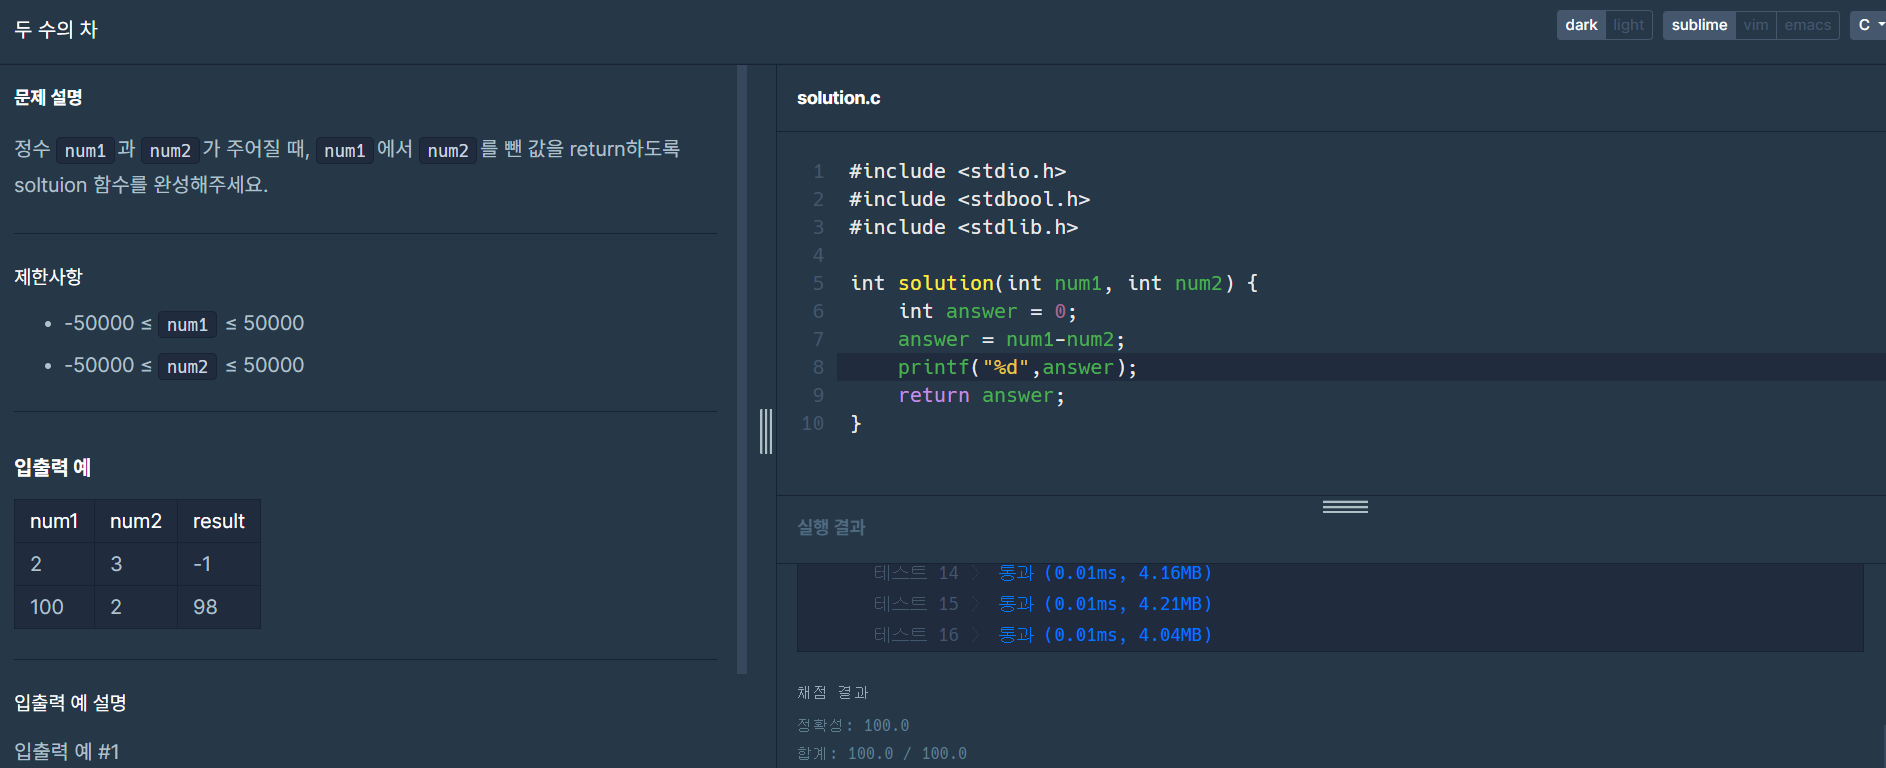 두 수의 차
dark light sublime vim emacs C
문제 설명
정수 num1 과 num2 가 주어질 때, num1 에서 num2 를 뺀 값을 return하도록
soltuion 함수를 완성해주세요.
제한사항
• -50000 ≤ num1 ≤ 50000
• -50000 ≤ num2 ≤ 50000
입출력 예
num1 num2 result
2 3 -1
100 2 98
입출력 예 설명
입출력 예 #1
solution.c
1 #include <stdio.h>
2 #include <stdbool.h>
3 #include <stdlib.h>
4
5 int solution(int num1, int num2) {
6     int answer = 0;
7     answer = num1-num2;
8     printf("%d",answer);
9     return answer;
10 }
실행 결과
테스트 14 〉 통과 (0.01ms, 4.16MB)
테스트 15 〉 통과 (0.01ms, 4.21MB)
테스트 16 〉 통과 (0.01ms, 4.04MB)
채점 결과
정확성: 100.0
합계: 100.0 / 100.0